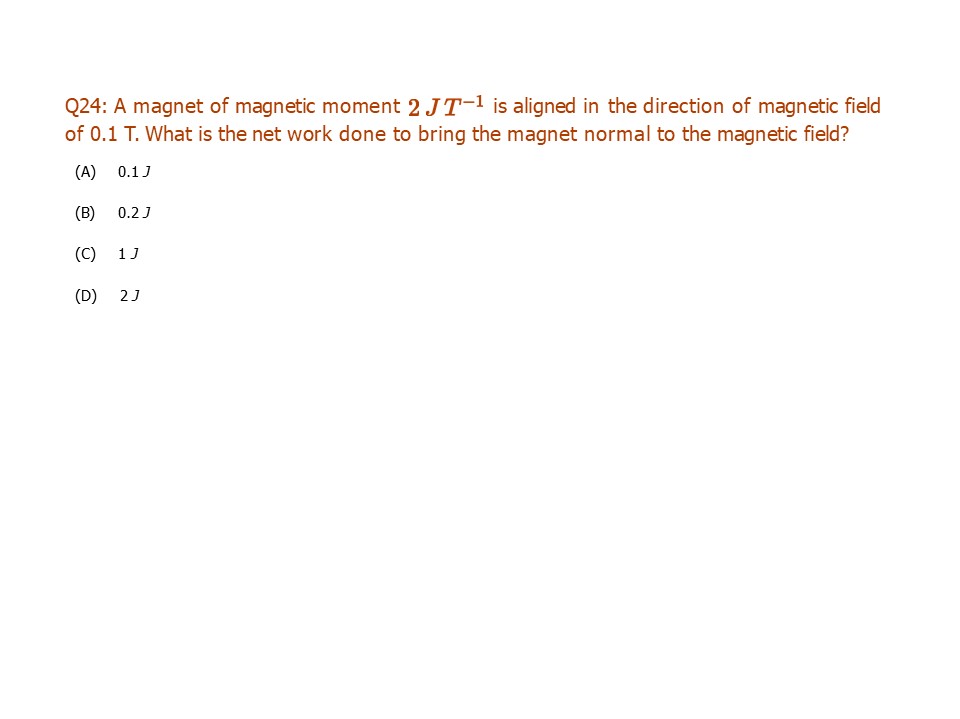 Q24: A magnet of magnetic moment 2 J T⁻¹ is aligned in the direction of magnetic field
of 0.1 T. What is the net work done to bring the magnet normal to the magnetic field?
(A) 0.1 J
(B) 0.2 J
(C) 1 J
(D) 2 J